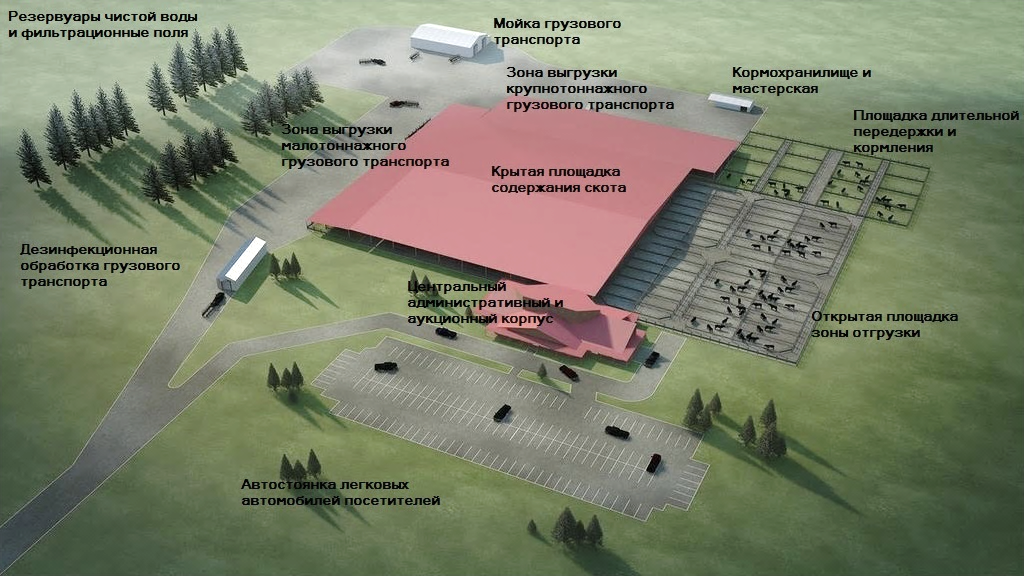 Резервуары чистой воды
и фильтрационные поля
Мойка грузового
транспорта
Зона выгрузки
крупнотоннажного
грузового транспорта
Кормохранилище и
мастерская
Площадка длительной
передержки и
кормления
Зона выгрузки
малотоннажного
грузового транспорта
Крытая площадка
содержания скота
Дезинфекционная
обработка грузового
транспорта
Центральный
административный и
аукционный корпус
Открытая площадка
зоны отгрузки
Автостоянка легковых
автомобилей посетителей